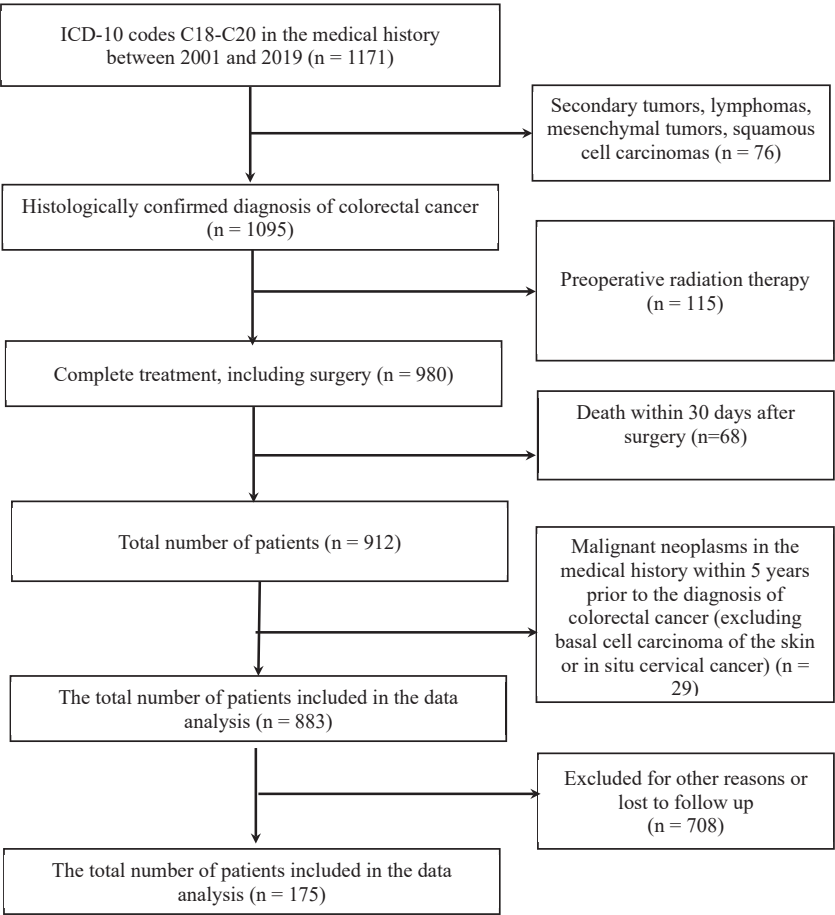 ICD-10 codes C18-C20 in the medical history
between 2001 and 2019 (n = 1171)
Secondary tumors, lymphomas,
mesenchymal tumors, squamous
cell carcinomas (n = 76)
Histologically confirmed diagnosis of colorectal cancer
(n = 1095)
Preoperative radiation therapy
(n = 115)
Complete treatment, including surgery (n = 980)
Death within 30 days after
surgery (n=68)
Total number of patients (n = 912)
Malignant neoplasms in the
medical history within 5 years
prior to the diagnosis of
colorectal cancer (excluding
basal cell carcinoma of the skin
or in situ cervical cancer) (n =
29)
The total number of patients included in the data
analysis (n = 883)
Excluded for other reasons or
lost to follow up
(n = 708)
The total number of patients included in the data
analysis (n = 175)